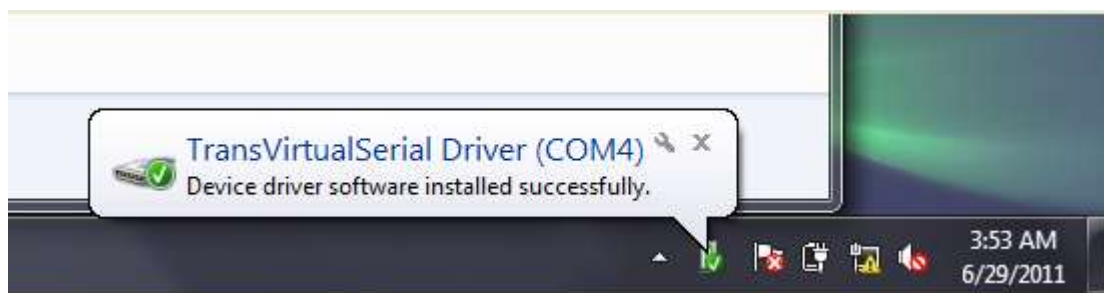 TransVirtualSerial Driver (COM4)
Device driver software installed successfully.
3:53 AM
6/29/2011